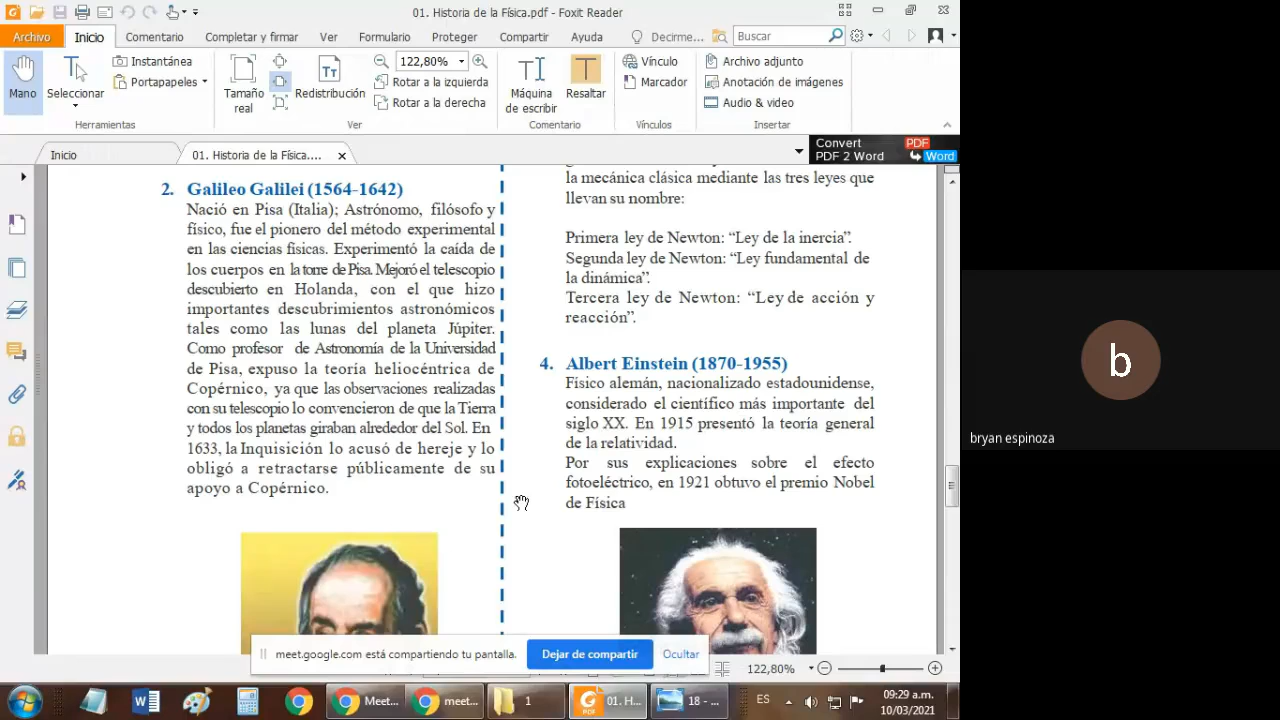 01. Historia de la Física.pdf - Foxit Reader
Archivo
Inicio
Comentario
Completar y firmar
Ver
Formulario
Proteger
Compartir
Ayuda
Decirme...
Buscar
Mano
Seleccionar
Instantánea
Portapapeles
Herramientas
Tamaño
real
Redistribución
122,80%
Rotar a la izquierda
Rotar a la derecha
Ver
Máquina
de escribir
Resaltar
Comentario
Vínculo
Marcador
Vínculos
Archivo adjunto
Anotación de imágenes
Audio & video
Insertar
Inicio
01. Historia de la Física....
Convert
PDF 2 Word
PDF
Word
2. Galileo Galilei (1564-1642)
Nació en Pisa (Italia); Astrónomo, filósofo y
físico, fue el pionero del método experimental
en las ciencias físicas. Experimentó la caída de
los cuerpos en la torre de Pisa. Mejoró el telescopio
descubierto en Holanda, con el que hizo
importantes descubrimientos astronómicos
tales como las lunas del planeta Júpiter.
Como profesor de Astronomía de la Universidad
de Pisa, expuso la teoría heliocéntrica de
Copérnico, ya que las observaciones realizadas
con su telescopio lo convencieron de que la Tierra
y todos los planetas giraban alrededor del Sol. En
1633, la Inquisición lo acusó de hereje y lo
obligó a retractarse públicamente de su
apoyo a Copérnico.
la mecánica clásica mediante las tres leyes que
llevan su nombre:
Primera ley de Newton: “Ley de la inercia”.
Segunda ley de Newton: “Ley fundamental de
la dinámica”.
Tercera ley de Newton: “Ley de acción y
reacción”.
4. Albert Einstein (1870-1955)
Físico alemán, nacionalizado estadounidense,
considerado el científico más importante del
siglo XX. En 1915 presentó la teoría general
de la relatividad.
Por sus explicaciones sobre el efecto
fotoeléctrico, en 1921 obtuvo el premio Nobel
de Física
b
bryan espinoza
meet.google.com está compartiendo tu pantalla.
Dejar de compartir
Ocultar
122,80%
Meet...
meet...
1
01. H...
18 - ...
ES
09:29 a.m.
10/03/2021